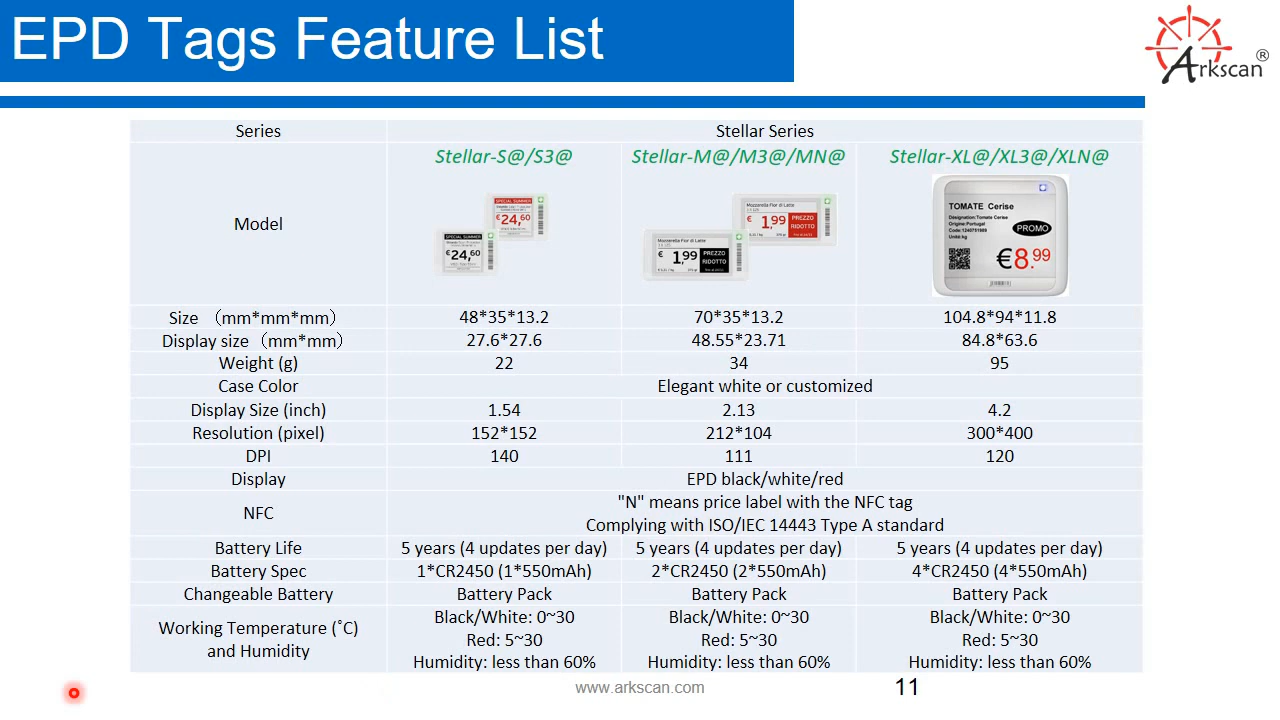 EPD Tags Feature List
Arkscan®
Series Stellar Series
Model Stellar-S@/S3@ Stellar-M@/M3@/MN@ Stellar-XL@/XL3@/XLN@
SPECIAL SUMMER
€24,60
SPECIAL SUMMER
€24,60
Mozzarella Fior di Latte
€ 1,99 PREZZO RIDOTTO
Mozzarella Fior di Latte
€ 1,99 PREZZO RIDOTTO
TOMATE Cerise
Désignation:Tomate Cerise
Origine:Portugal
Code:1240751989
Unité:kg
PROMO
€8.99
Size （mm*mm*mm） 48*35*13.2 70*35*13.2 104.8*94*11.8
Display size（mm*mm） 27.6*27.6 48.55*23.71 84.8*63.6
Weight (g) 22 34 95
Case Color Elegant white or customized
Display Size (inch) 1.54 2.13 4.2
Resolution (pixel) 152*152 212*104 300*400
DPI 140 111 120
Display EPD black/white/red
NFC "N" means price label with the NFC tag
Complying with ISO/IEC 14443 Type A standard
Battery Life 5 years (4 updates per day) 5 years (4 updates per day) 5 years (4 updates per day)
Battery Spec 1*CR2450 (1*550mAh) 2*CR2450 (2*550mAh) 4*CR2450 (4*550mAh)
Changeable Battery Battery Pack Battery Pack Battery Pack
Working Temperature (˚C) and Humidity
Black/White: 0~30 Black/White: 0~30 Black/White: 0~30
Red: 5~30 Red: 5~30 Red: 5~30
Humidity: less than 60% Humidity: less than 60% Humidity: less than 60%
www.arkscan.com 11